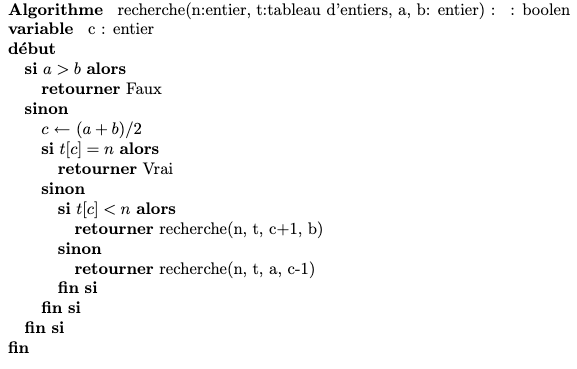 Algorithme recherche(n:entier, t:tableau d'entiers, a, b: entier) : : boolen
variable c : entier
début
si a > b alors
retourner Faux
sinon
c ← (a + b)/2
si t[c] = n alors
retourner Vrai
sinon
si t[c] < n alors
retourner recherche(n, t, c+1, b)
sinon
retourner recherche(n, t, a, c-1)
fin si
fin si
fin si
fin